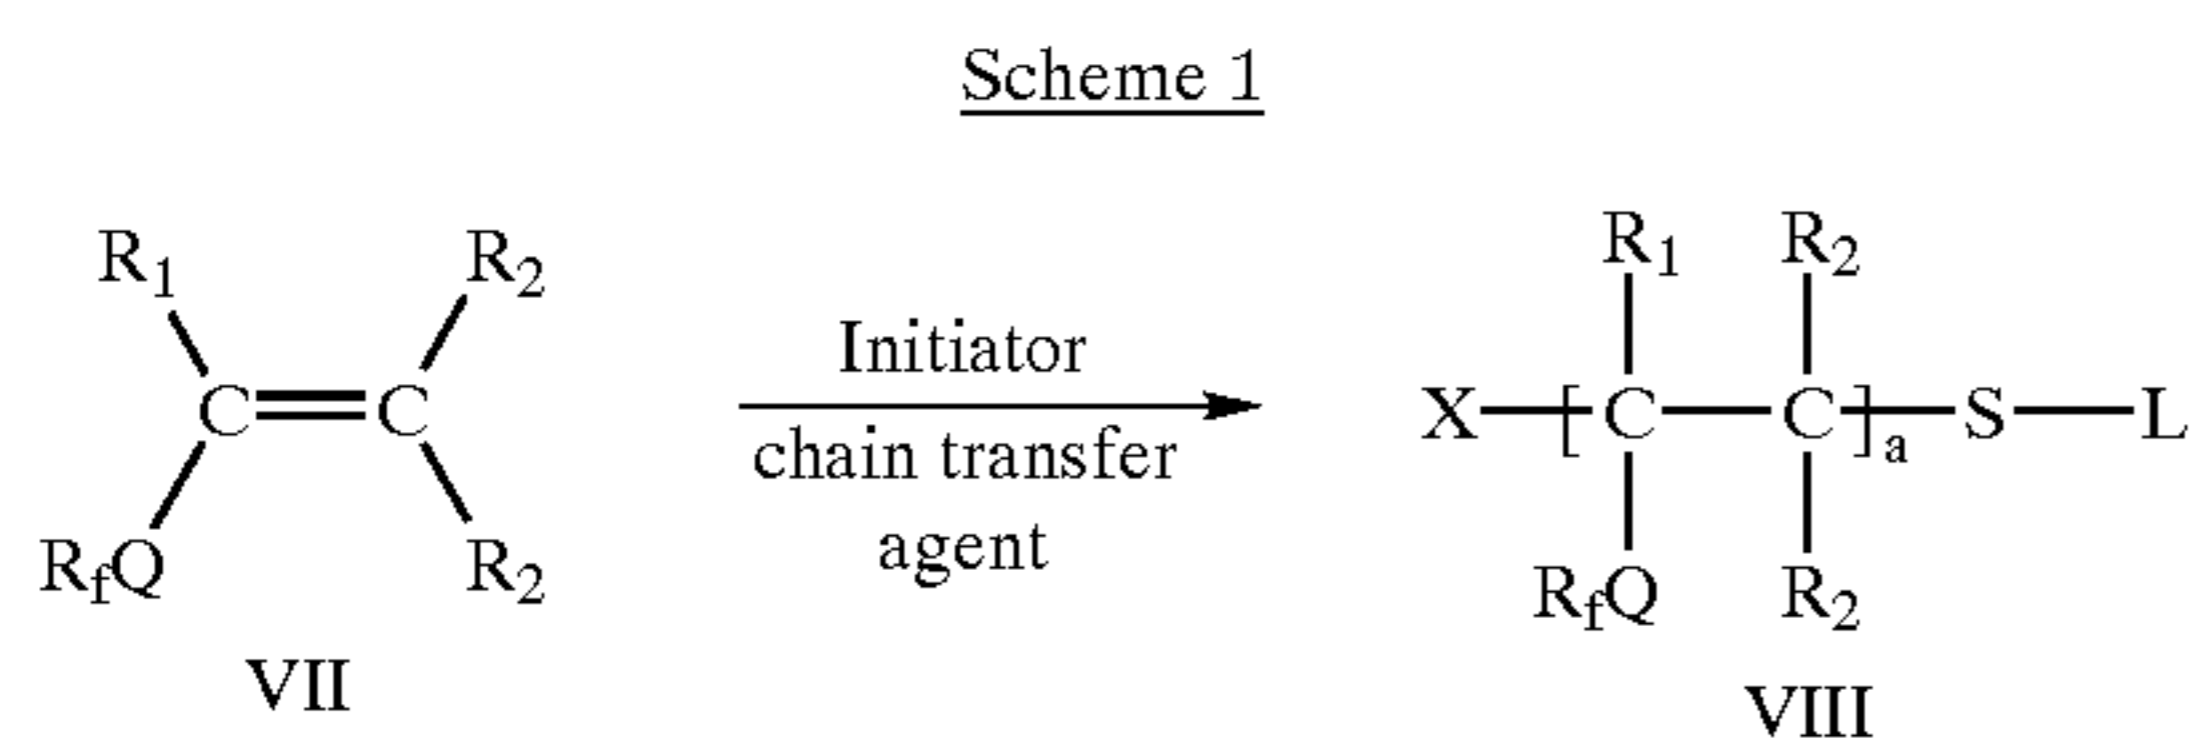 Scheme 1
R₁ R₂
C=C
RfQ R₂
VII
Initiator
chain transfer
agent
R₁ R₂
X—[C—C]ₐ—S—L
RfQ R₂
VIII